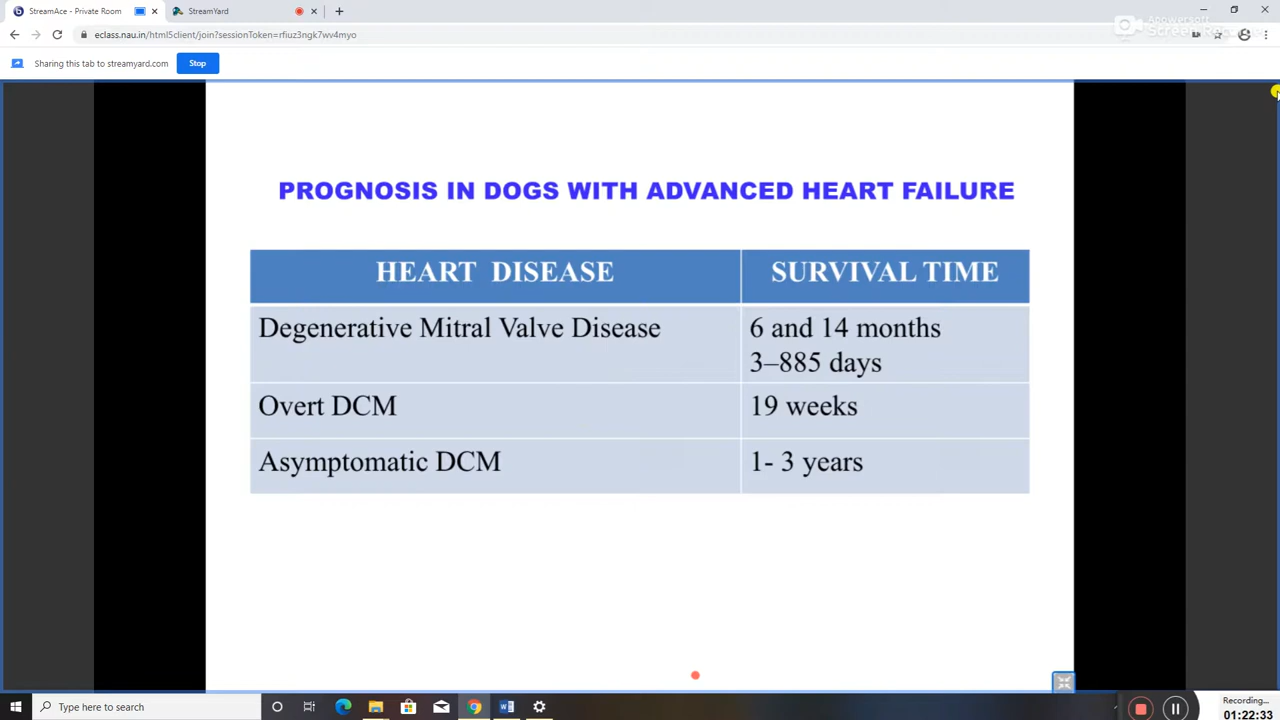 StreamAce - Private Room
StreamYard
eclass.nau.in/html5client/join?sessionToken=rfiuz3ngk7wv4myo
Apowersoft
Sharing this tab to streamyard.com
Stop
PROGNOSIS IN DOGS WITH ADVANCED HEART FAILURE
HEART DISEASE SURVIVAL TIME
Degenerative Mitral Valve Disease 6 and 14 months
3–885 days
Overt DCM 19 weeks
Asymptomatic DCM 1- 3 years
Type here to search
Recording...
01:22:33